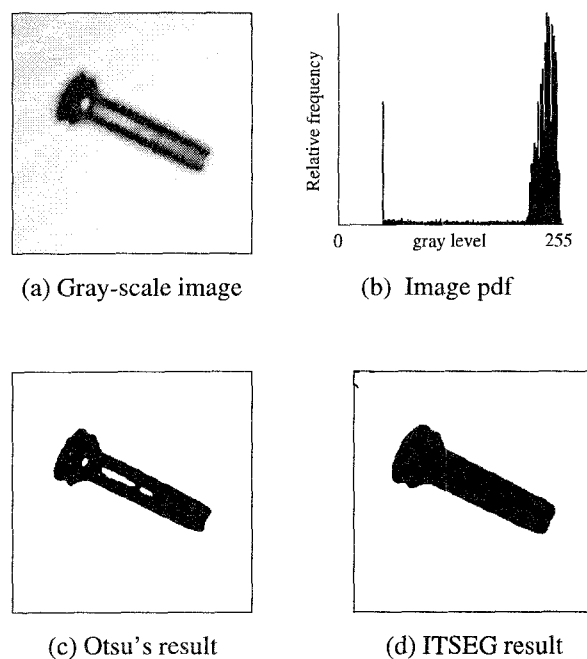 Relative frequency
0
gray level
255
(a) Gray-scale image
(b) Image pdf
(c) Otsu's result
(d) ITSEG result